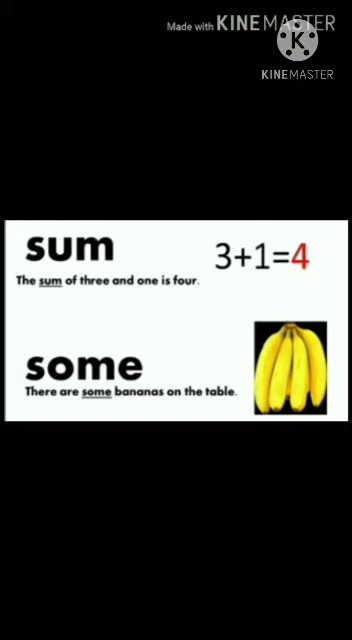 Made with KINEMASTER
K
KINEMASTER
sum
3+1=4
The sum of three and one is four.
some
There are some bananas on the table.